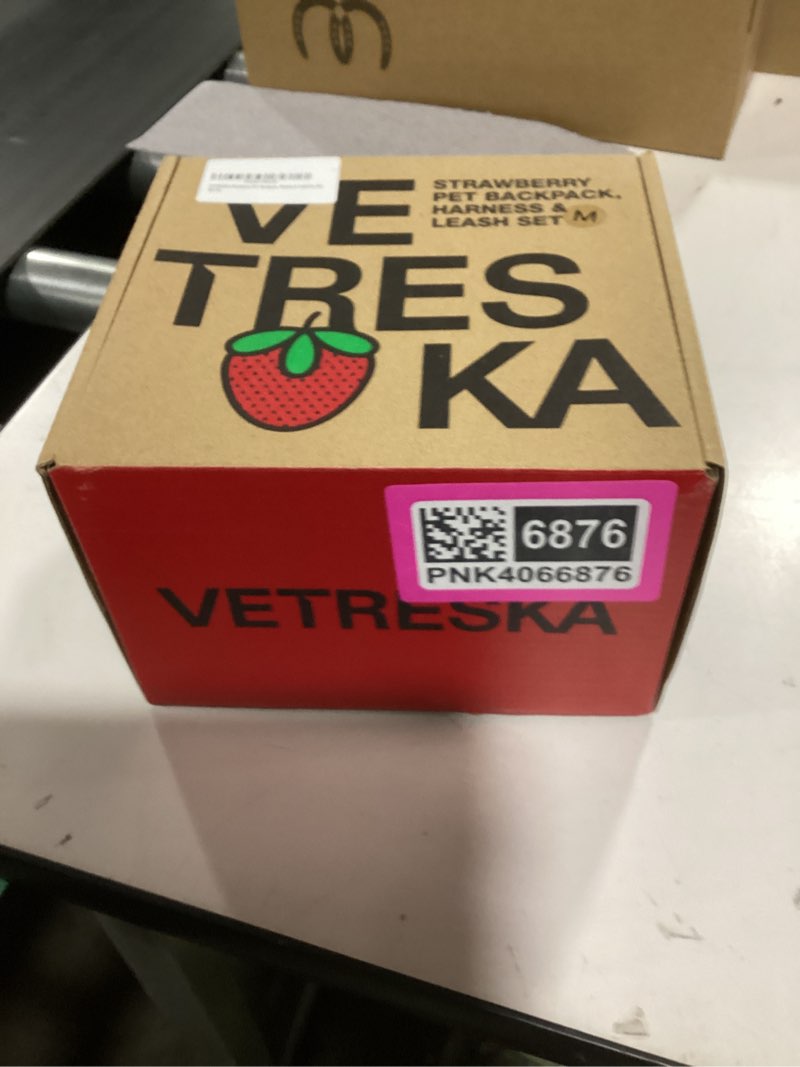 VE
TRES
KA
STRAWBERRY
PET BACKPACK,
HARNESS &
LEASH SET
M
6876
PNK4066876
VETRESKA